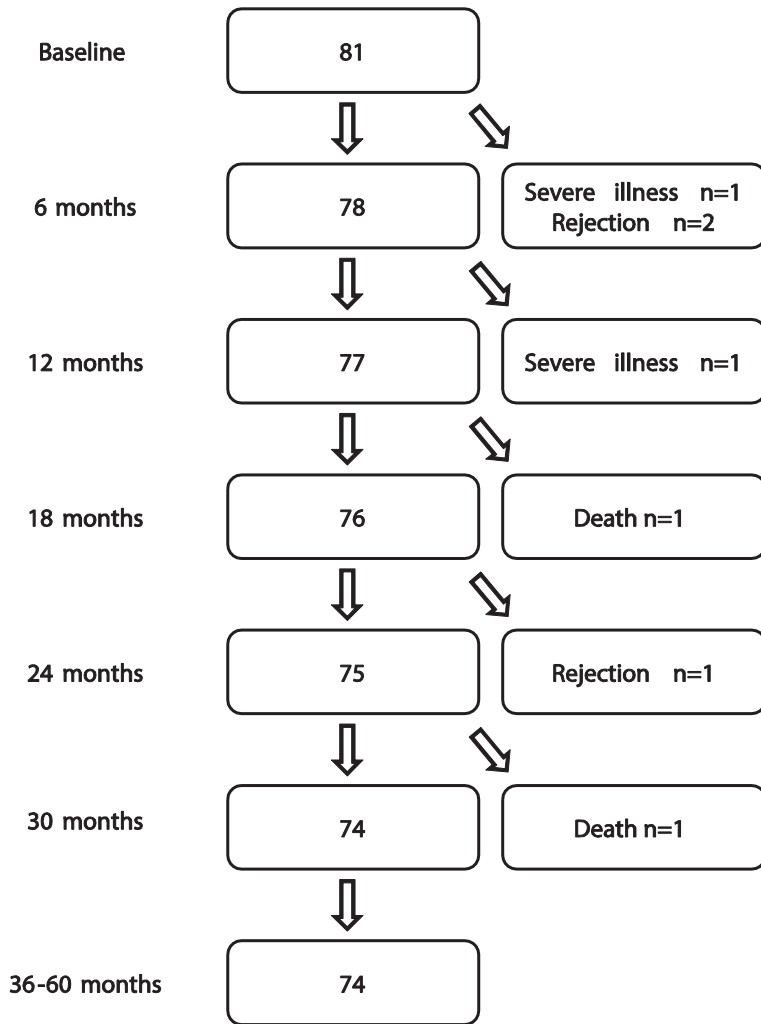 Baseline
81
6 months
78
Severe illness n=1
Rejection n=2
12 months
77
Severe illness n=1
18 months
76
Death n=1
24 months
75
Rejection n=1
30 months
74
Death n=1
36-60 months
74